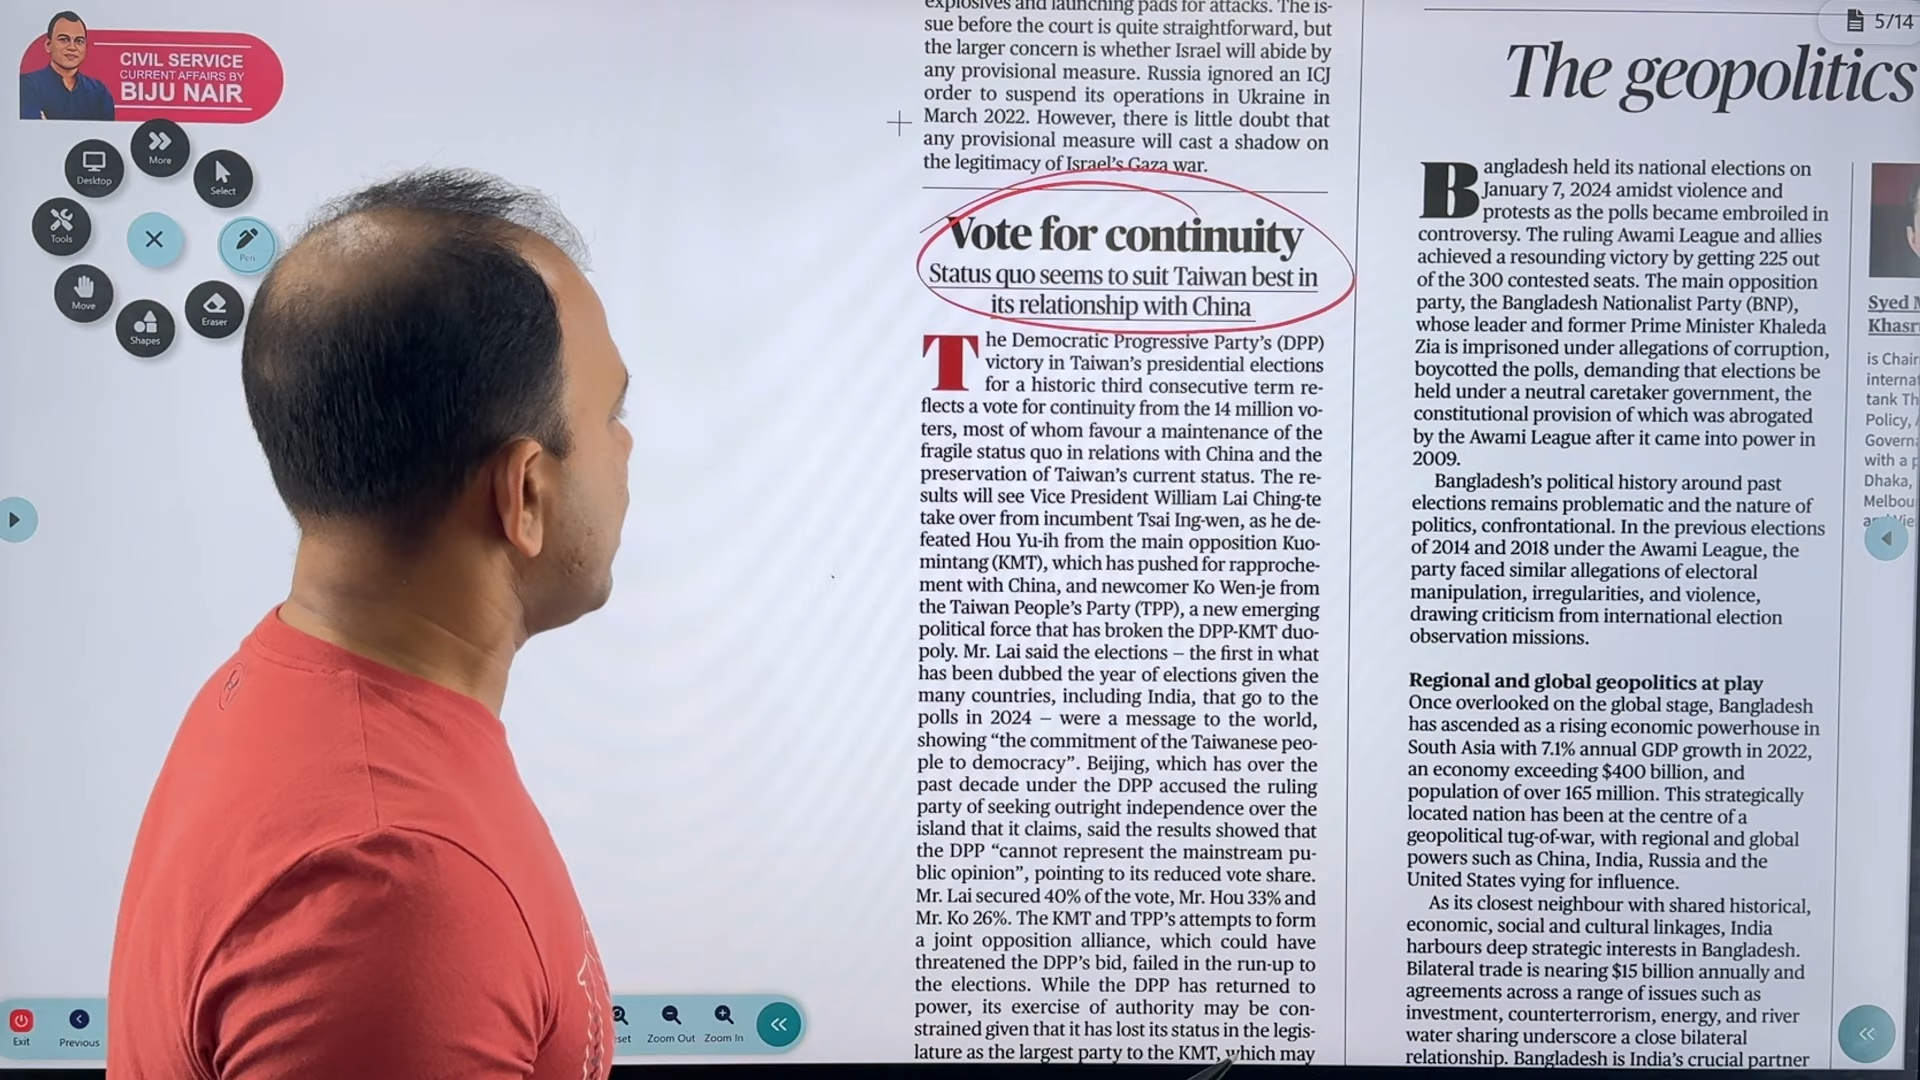 CIVIL SERVICE
CURRENT AFFAIRS BY
BIJU NAIR
More
Desktop
Select
Tools
Pen
Move
Eraser
Shapes
Exit
Previous
Zoom Out
Zoom In
5/14
explosives and launching pads for attacks. The is-
sue before the court is quite straightforward, but
the larger concern is whether Israel will abide by
any provisional measure. Russia ignored an ICJ
order to suspend its operations in Ukraine in
March 2022. However, there is little doubt that
any provisional measure will cast a shadow on
the legitimacy of Israel's Gaza war.
Vote for continuity
Status quo seems to suit Taiwan best in
its relationship with China
The Democratic Progressive Party's (DPP)
victory in Taiwan's presidential elections
for a historic third consecutive term re-
flects a vote for continuity from the 14 million vo-
ters, most of whom favour a maintenance of the
fragile status quo in relations with China and the
preservation of Taiwan's current status. The re-
sults will see Vice President William Lai Ching-te
take over from incumbent Tsai Ing-wen, as he de-
feated Hou Yu-ih from the main opposition Kuo-
mintang (KMT), which has pushed for rapproche-
ment with China, and newcomer Ko Wen-je from
the Taiwan People's Party (TPP), a new emerging
political force that has broken the DPP-KMT duo-
poly. Mr. Lai said the elections – the first in what
has been dubbed the year of elections given the
many countries, including India, that go to the
polls in 2024 – were a message to the world,
showing “the commitment of the Taiwanese peo-
ple to democracy”. Beijing, which has over the
past decade under the DPP accused the ruling
party of seeking outright independence over the
island that it claims, said the results showed that
the DPP “cannot represent the mainstream pu-
blic opinion”, pointing to its reduced vote share.
Mr. Lai secured 40% of the vote, Mr. Hou 33% and
Mr. Ko 26%. The KMT and TPP's attempts to form
a joint opposition alliance, which could have
threatened the DPP's bid, failed in the run-up to
the elections. While the DPP has returned to
power, its exercise of authority may be con-
strained given that it has lost its status in the legis-
lature as the largest party to the KMT, which may
The geopolitics
Bangladesh held its national elections on
January 7, 2024 amidst violence and
protests as the polls became embroiled in
controversy. The ruling Awami League and allies
achieved a resounding victory by getting 225 out
of the 300 contested seats. The main opposition
party, the Bangladesh Nationalist Party (BNP),
whose leader and former Prime Minister Khaleda
Zia is imprisoned under allegations of corruption,
boycotted the polls, demanding that elections be
held under a neutral caretaker government, the
constitutional provision of which was abrogated
by the Awami League after it came into power in
2009.
Bangladesh's political history around past
elections remains problematic and the nature of
politics, confrontational. In the previous elections
of 2014 and 2018 under the Awami League, the
party faced similar allegations of electoral
manipulation, irregularities, and violence,
drawing criticism from international election
observation missions.
Regional and global geopolitics at play
Once overlooked on the global stage, Bangladesh
has ascended as a rising economic powerhouse in
South Asia with 7.1% annual GDP growth in 2022,
an economy exceeding $400 billion, and
population of over 165 million. This strategically
located nation has been at the centre of a
geopolitical tug-of-war, with regional and global
powers such as China, India, Russia and the
United States vying for influence.
As its closest neighbour with shared historical,
economic, social and cultural linkages, India
harbours deep strategic interests in Bangladesh.
Bilateral trade is nearing $15 billion annually and
agreements across a range of issues such as
investment, counterterrorism, energy, and river
water sharing underscore a close bilateral
relationship. Bangladesh is India's crucial partner
Syed
is
tank
Policy,
with a
Dhaka,